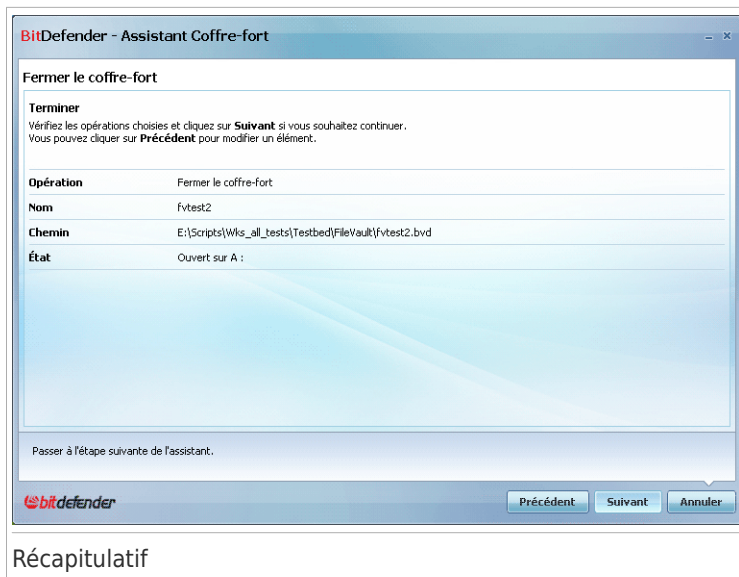 BitDefender - Assistant Coffre-fort
Fermer le coffre-fort
Terminer
Vérifiez les opérations choisies et cliquez sur Suivant si vous souhaitez continuer.
Vous pouvez cliquer sur Précédent pour modifier un élément.
Opération Fermer le coffre-fort
Nom fvtest2
Chemin E:\Scripts\Wks_all_tests\Testbed\FileVault\fvtest2.bvd
État Ouvert sur A :
Passer à l'étape suivante de l'assistant.
bitdefender Précédent Suivant Annuler
Récapitulatif